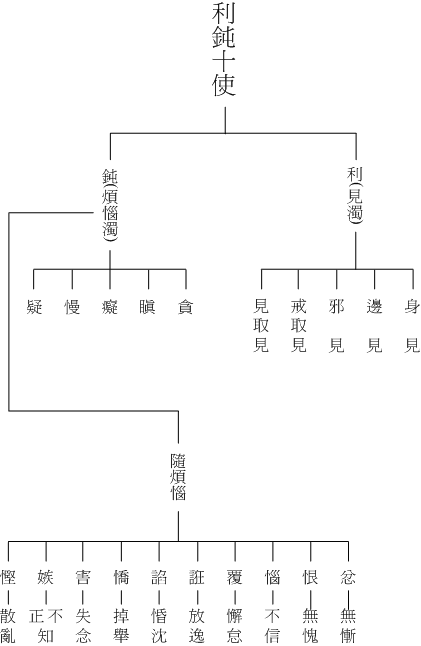 利鈍十使
利(見濁)
鈍(煩惱濁)
身見
邊見
邪見
戒取見
見取見
貪
瞋
癡
慢
疑
隨煩惱
忿
恨
惱
覆
誑
諂
憍
害
嫉
慳
無慚
無愧
不信
懈怠
放逸
惛沈
掉舉
失念
不正知
散亂